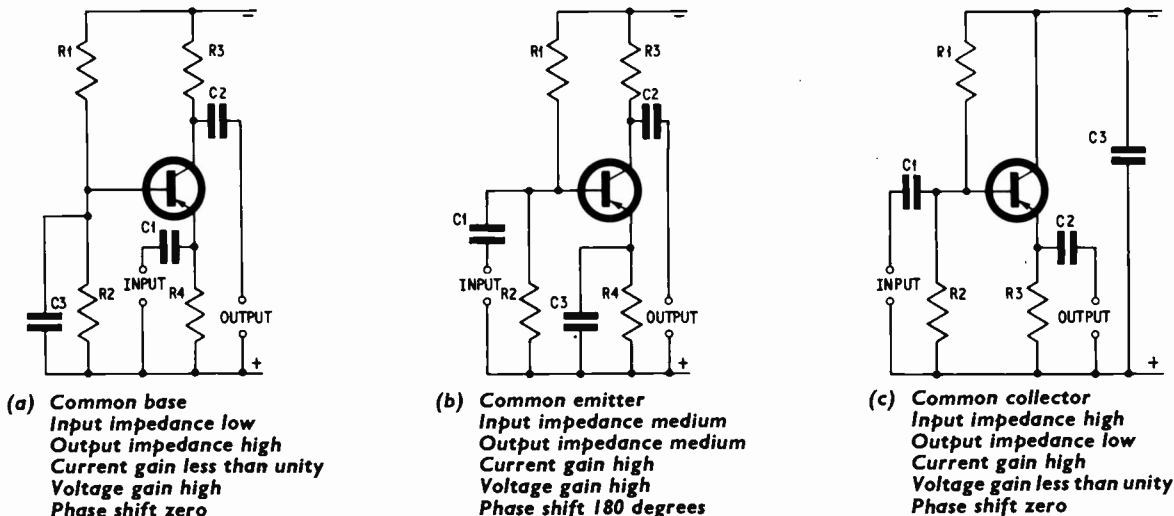 −
R1
R3
C2
C1
INPUT
R2
R4
C3
OUTPUT
+
(a) Common base
Input impedance low
Output impedance high
Current gain less than unity
Voltage gain high
Phase shift zero
−
R1
R3
C2
C1
INPUT
R2
C3
R4
OUTPUT
+
(b) Common emitter
Input impedance medium
Output impedance medium
Current gain high
Voltage gain high
Phase shift 180 degrees
−
R1
C3
C1
C2
INPUT
R2
R3
OUTPUT
+
(c) Common collector
Input impedance high
Output impedance low
Current gain high
Voltage gain less than unity
Phase shift zero